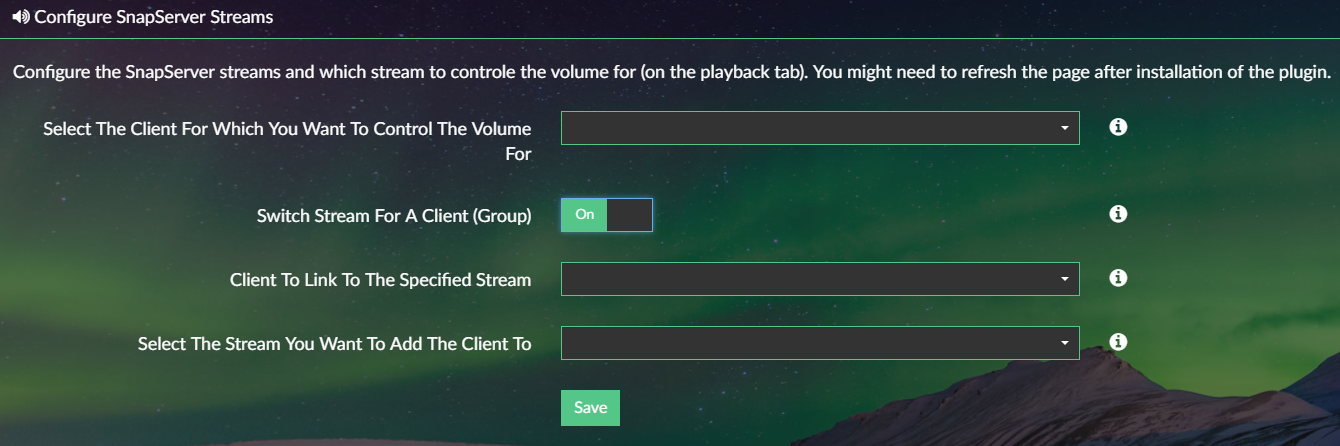 Configure SnapServer Streams
Configure the SnapServer streams and which stream to controle the volume for (on the playback tab). You might need to refresh the page after installation of the plugin.
Select The Client For Which You Want To Control The Volume
For
Switch Stream For A Client (Group)
On
Client To Link To The Specified Stream
Select The Stream You Want To Add The Client To
Save